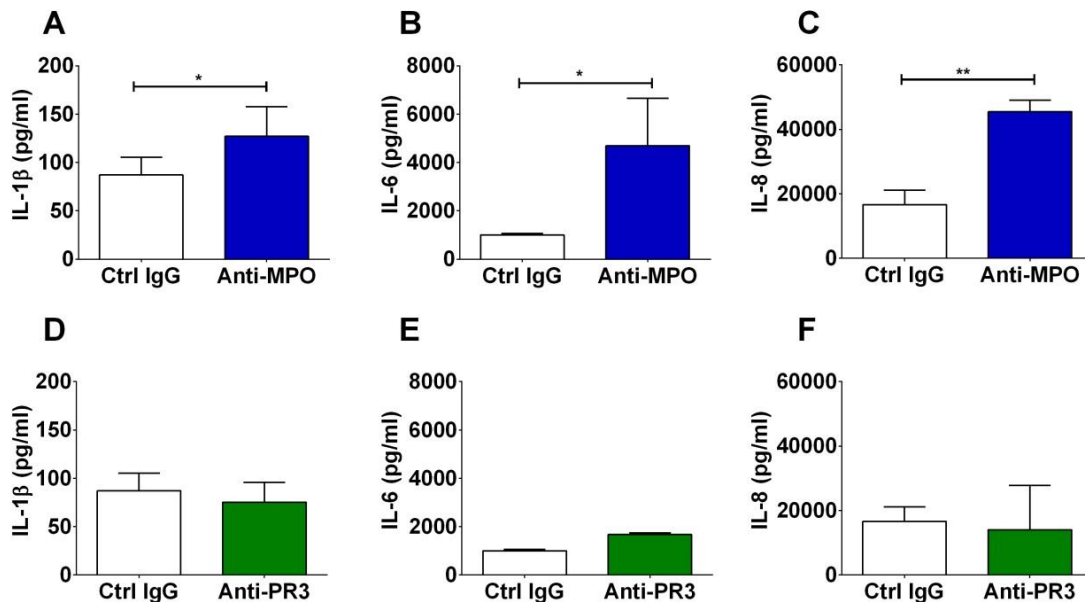 A
IL-1β (pg/ml)
200
150
100
50
0
*
Ctrl IgG Anti-MPO
B
IL-6 (pg/ml)
8000
6000
4000
2000
0
*
Ctrl IgG Anti-MPO
C
IL-8 (pg/ml)
60000
40000
20000
0
**
Ctrl IgG Anti-MPO
D
IL-1β (pg/ml)
200
150
100
50
0
Ctrl IgG Anti-PR3
E
IL-6 (pg/ml)
8000
6000
4000
2000
0
Ctrl IgG Anti-PR3
F
IL-8 (pg/ml)
60000
40000
20000
0
Ctrl IgG Anti-PR3